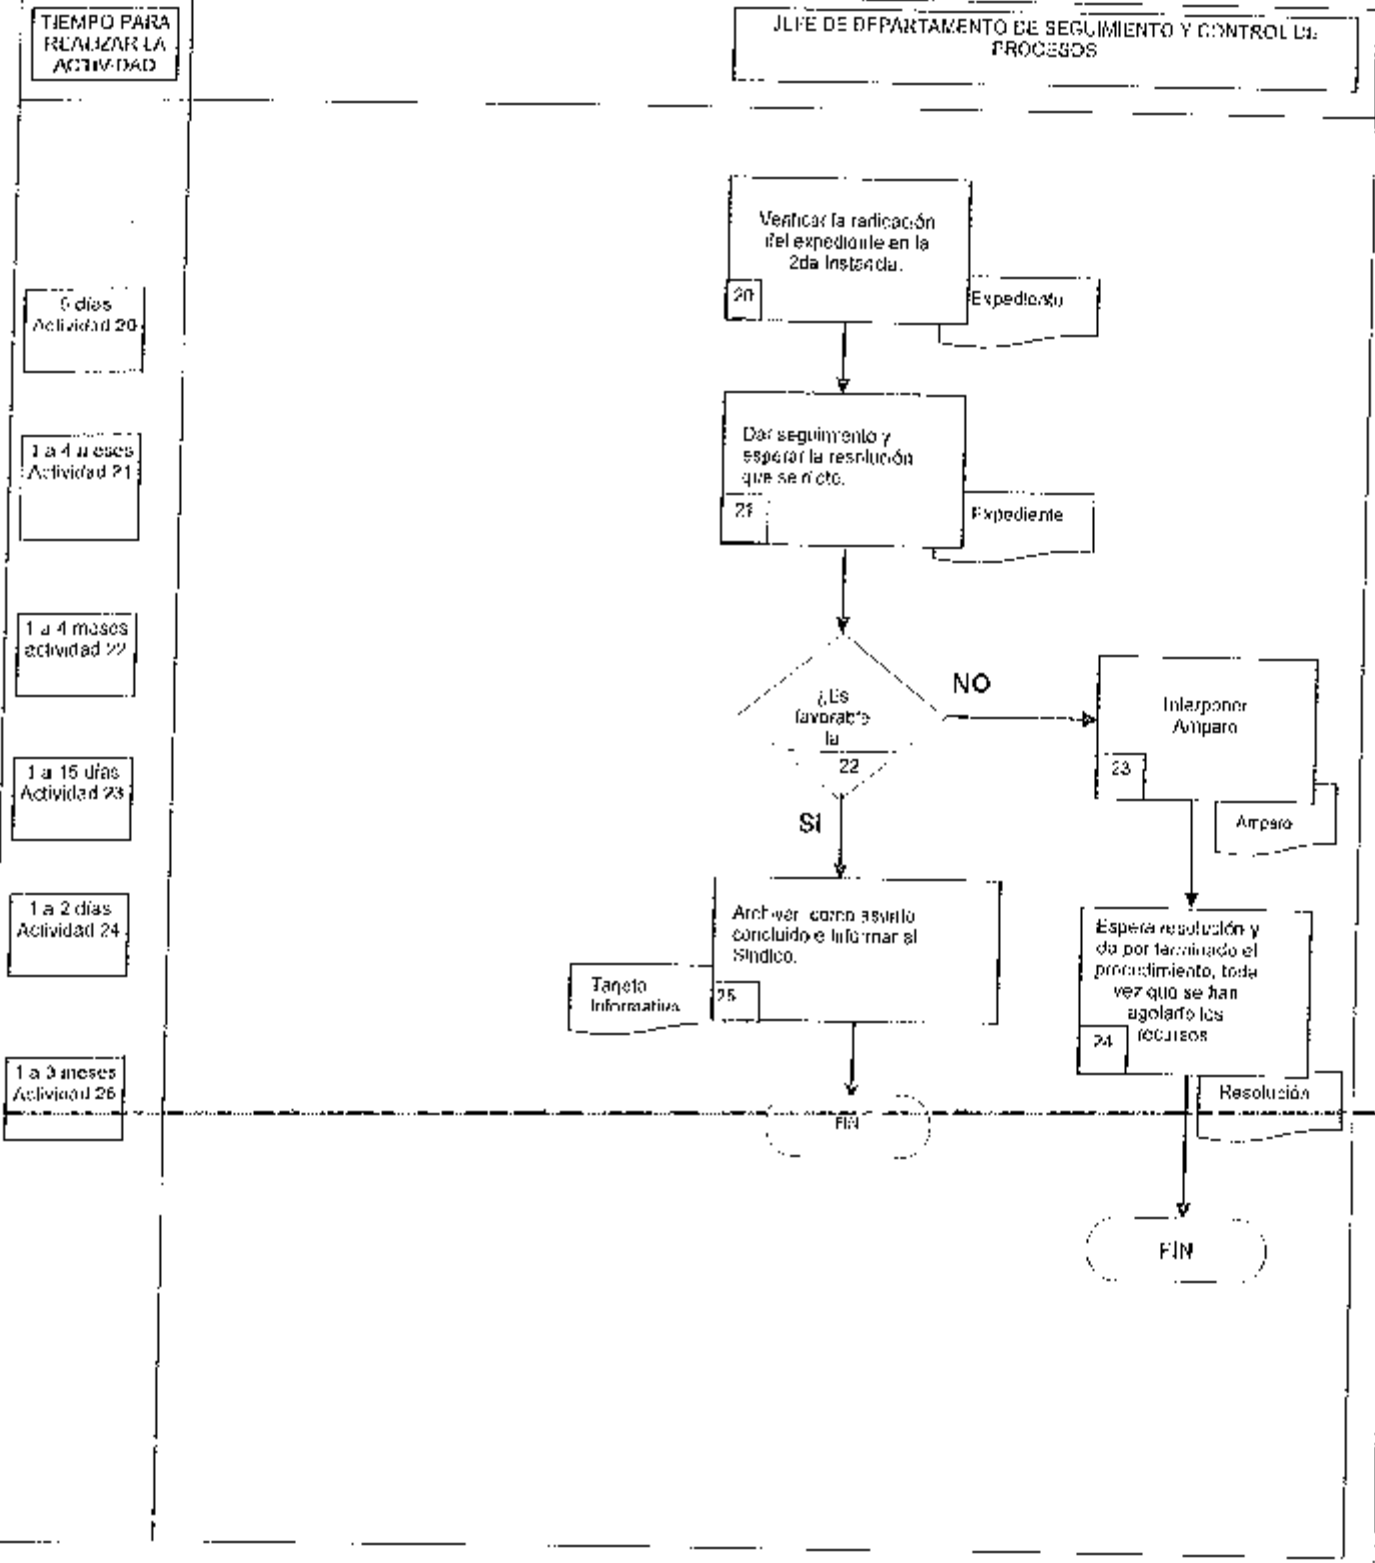 TIEMPO PARA
REALIZAR LA
ACTIVIDAD
JEFE DE DEPARTAMENTO DE SEGUIMIENTO Y CONTROL DE
PROCESOS
Verificar la radicación
del expediente en la
2da Instancia.
20
Expediente
días
Actividad 20
Dar seguimiento y
esperar la resolución
que se dicte.
21
Expediente
1 a 4 meses
Actividad 21
1 a 4 meses
actividad 22
¿Es
favorable
la
22
NO
SI
Interponer
Amparo
23
Amparo
1 a 15 días
Actividad 23
1 a 2 días
Actividad 24
Archivar como asunto
concluido e informar al
Síndico.
25
Tarjeta
Informativa
Espera resolución y
da por terminado el
procedimiento, toda
vez que se han
agotado los
recursos
24
Resolución
1 a 3 meses
Actividad 25
FIN
FIN